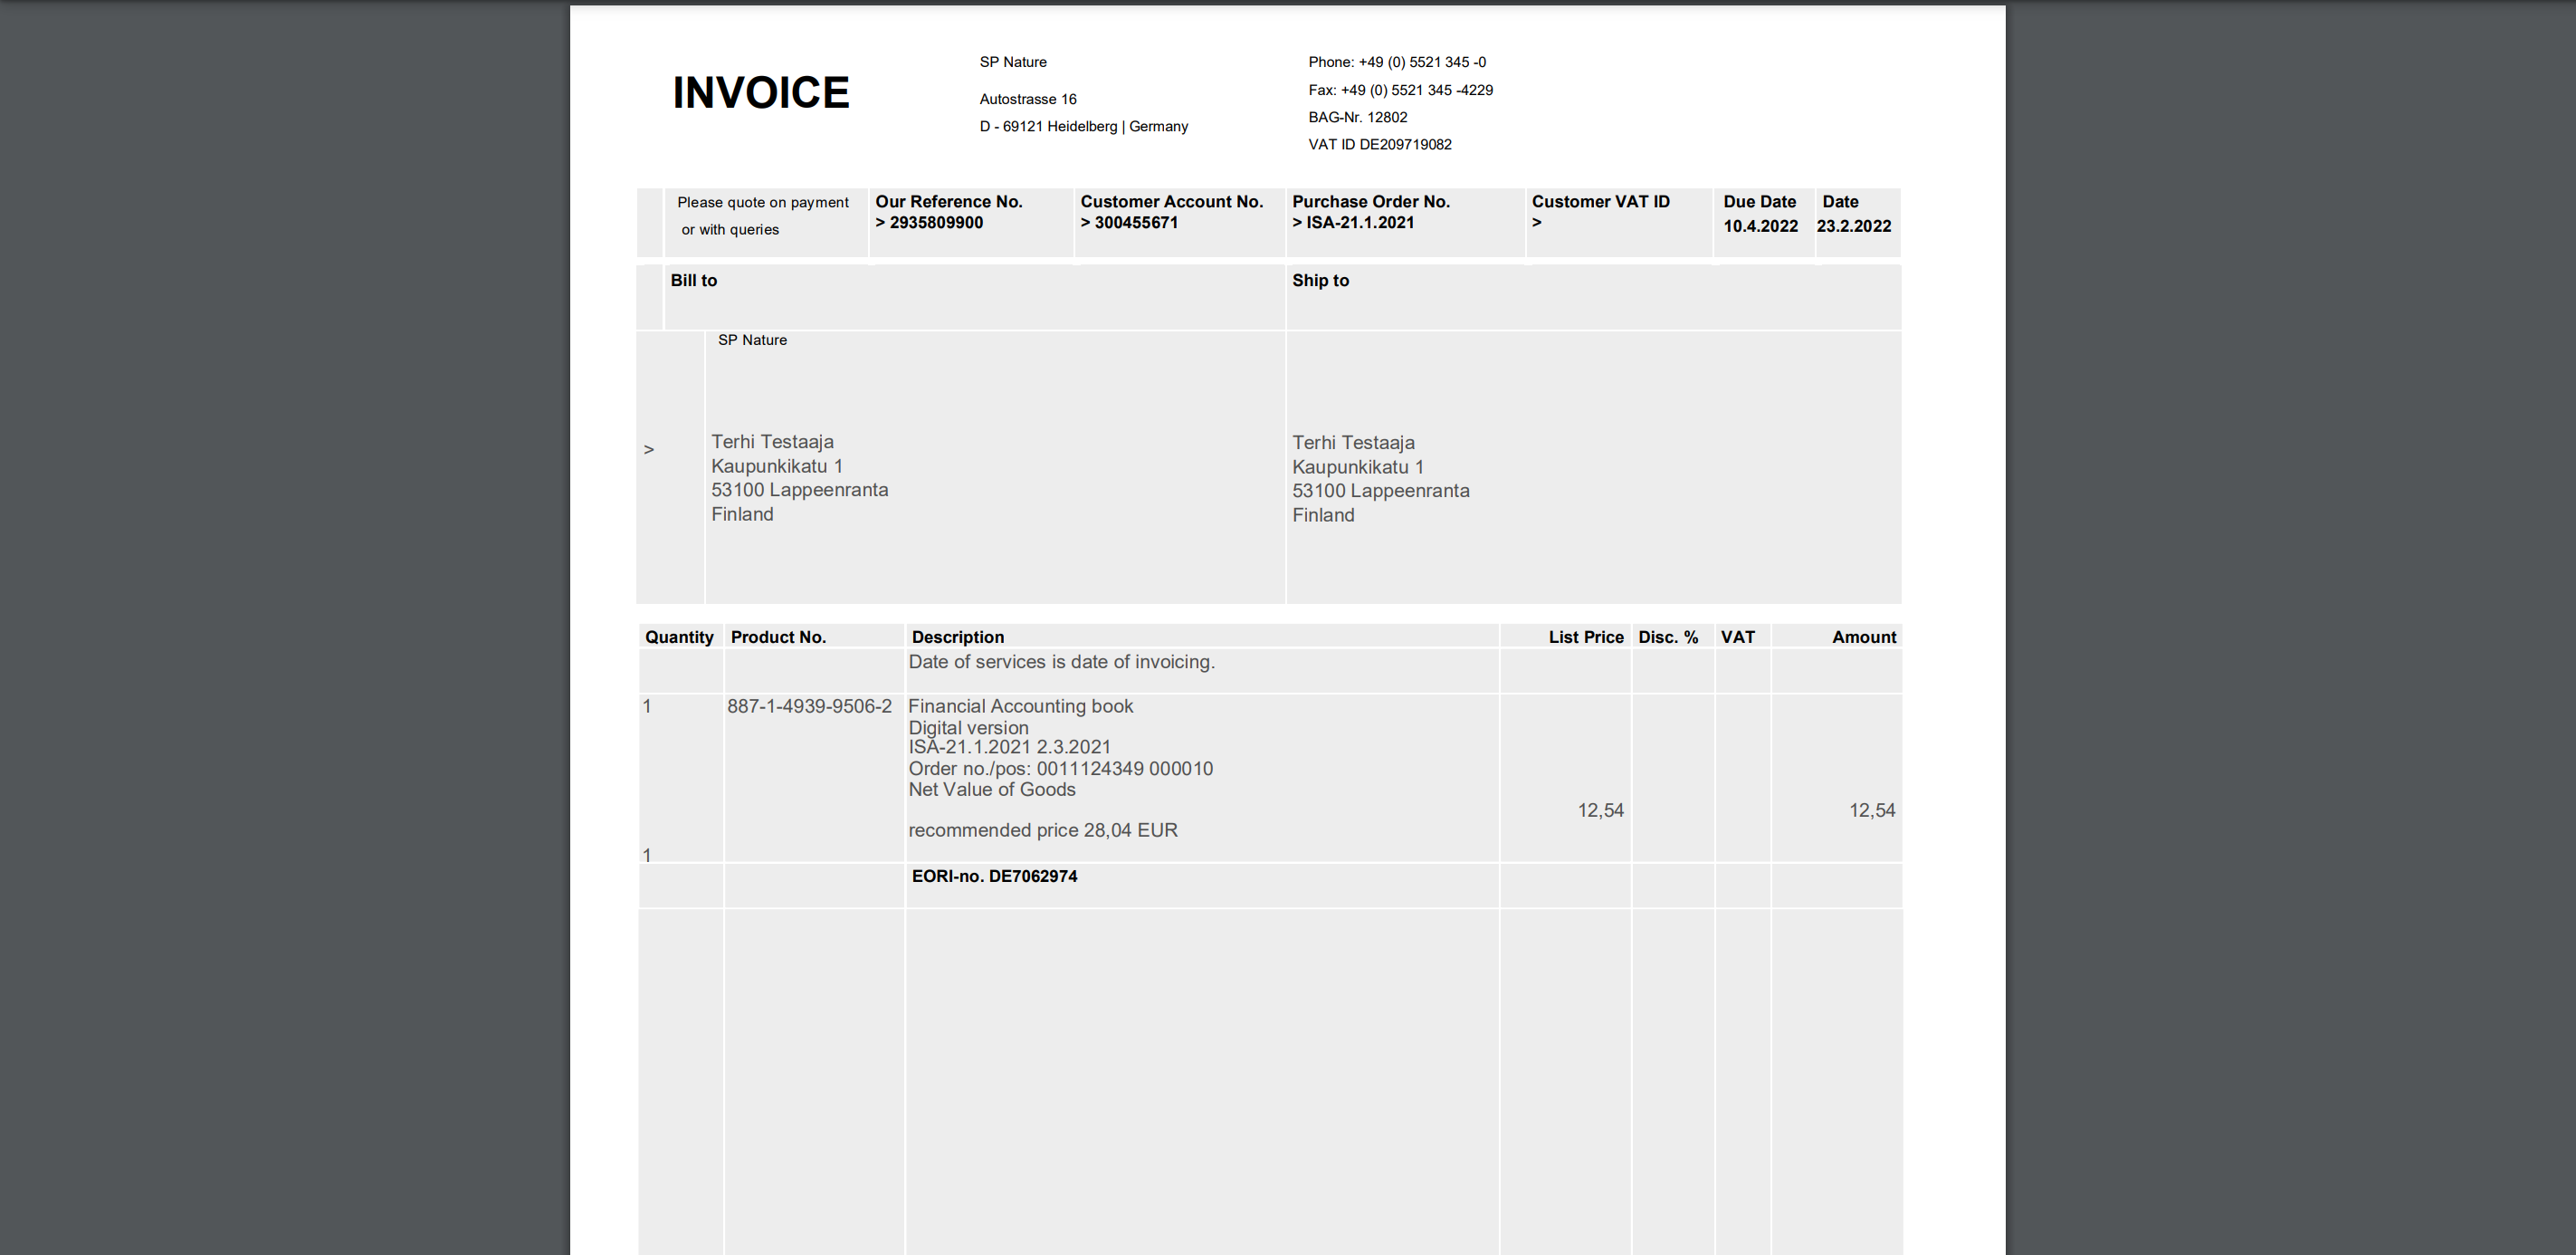 INVOICE
SP Nature
Autostrasse 16
D - 69121 Heidelberg | Germany
Phone: +49 (0) 5521 345 -0
Fax: +49 (0) 5521 345 -4229
BAG-Nr. 12802
VAT ID DE209719082
Please quote on payment
or with queries
Our Reference No.
> 2935809900
Customer Account No.
> 300455671
Purchase Order No.
> ISA-21.1.2021
Customer VAT ID
>
Due Date
10.4.2022
Date
23.2.2022
Bill to
Ship to
SP Nature
>
Terhi Testaaja
Kaupunkikatu 1
53100 Lappeenranta
Finland
Terhi Testaaja
Kaupunkikatu 1
53100 Lappeenranta
Finland
Quantity Product No. Description List Price Disc. % VAT Amount
Date of services is date of invoicing.
1 887-1-4939-9506-2 Financial Accounting book
Digital version
ISA-21.1.2021 2.3.2021
Order no./pos: 0011124349 000010
Net Value of Goods
12,54 12,54
recommended price 28,04 EUR
1
EORI-no. DE7062974